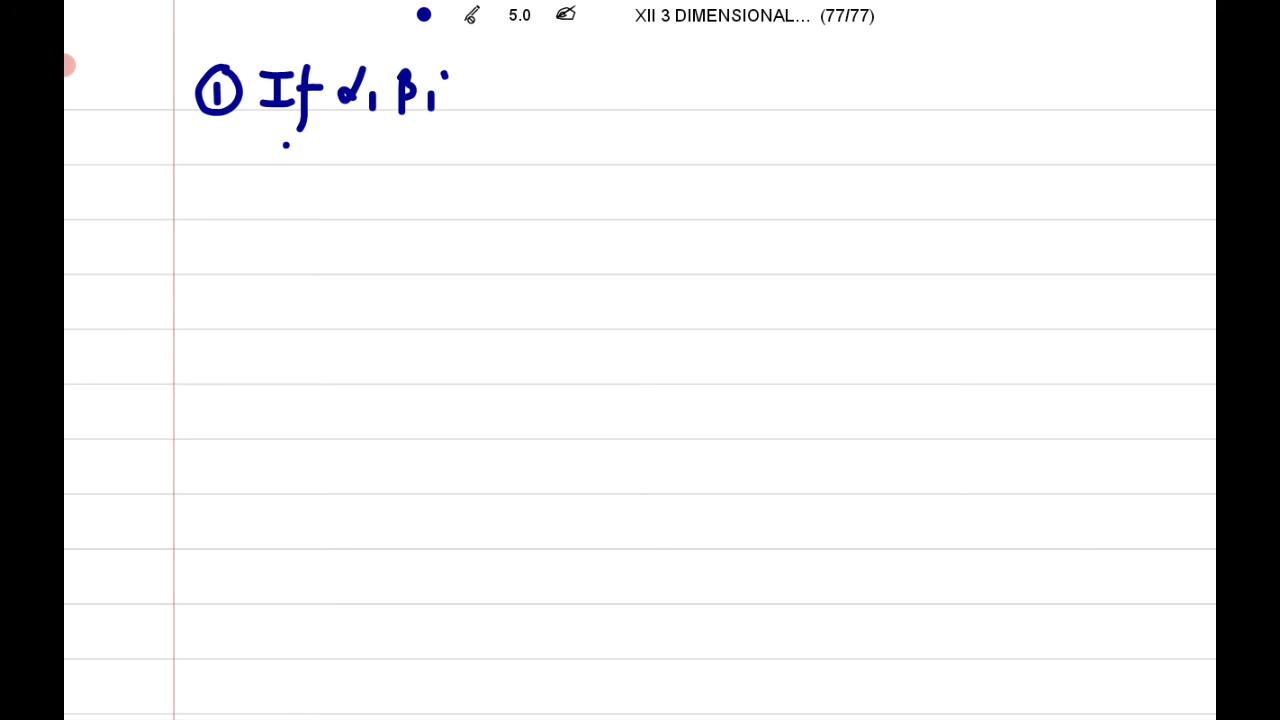 5.0 XII 3 DIMENSIONAL... (77/77)
① If α, β,